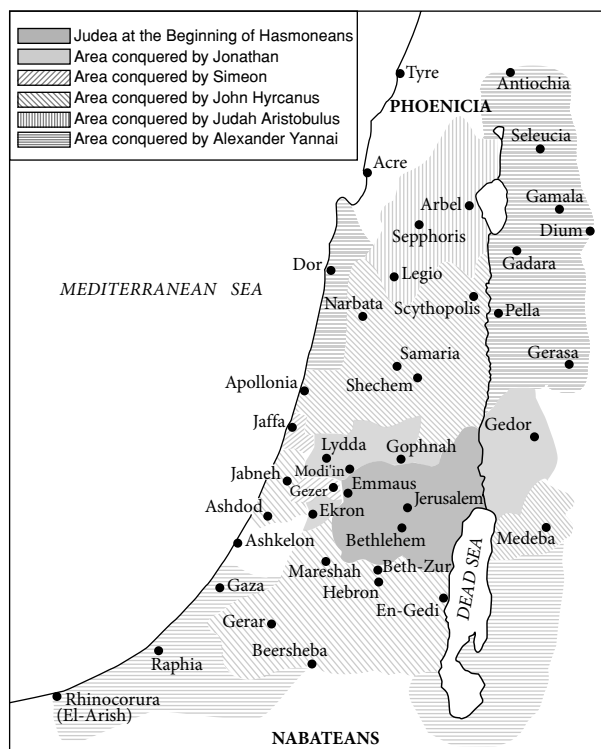 Judea at the Beginning of Hasmoneans
Area conquered by Jonathan
Area conquered by Simeon
Area conquered by John Hyrcanus
Area conquered by Judah Aristobulus
Area conquered by Alexander Yannai
Tyre
Antiochia
PHOENICIA
Seleucia
Acre
Arbel
Gamala
Sepphoris
Dium
Gadara
Dor
Legio
MEDITERRANEAN SEA
Narbata
Scythopolis
Pella
Samaria
Gerasa
Shechem
Apollonia
Jaffa
Gedor
Lydda
Gophnah
Modi'in
Jabneh
Gezer
Emmaus
Jerusalem
Ashdod
Ekron
Ashkelon
Bethlehem
Medeba
Mareshah
Beth-Zur
Hebron
DEAD SEA
Gaza
En-Gedi
Gerar
Beersheba
Raphia
Rhinocorura
(El-Arish)
NABATEANS